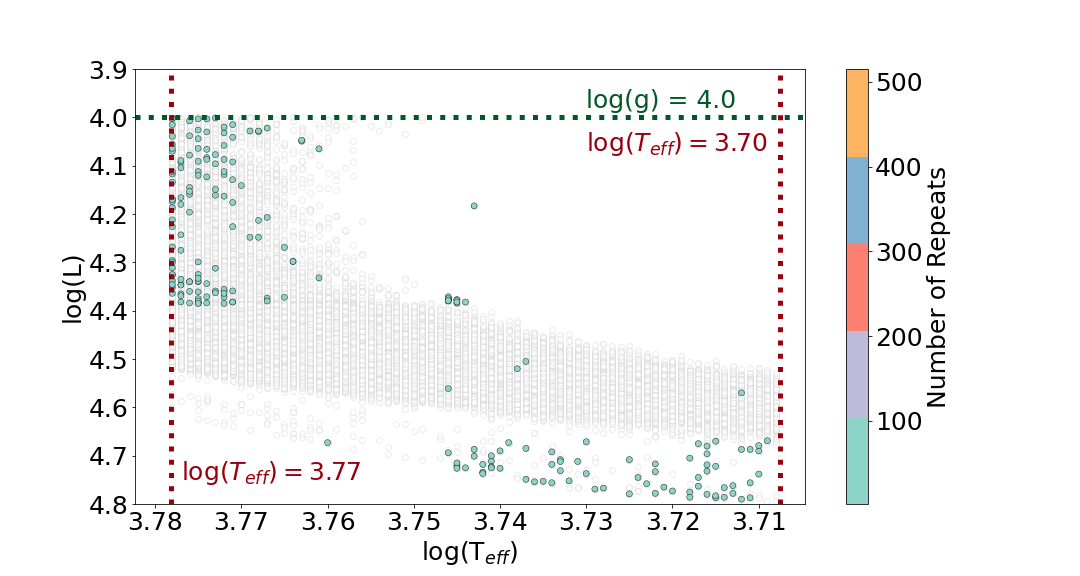 3.9
4.0
4.1
4.2
4.3
4.4
4.5
4.6
4.7
4.8
log(L)
log(g) = 4.0
log(T_eff) = 3.70
log(T_eff) = 3.77
3.78 3.77 3.76 3.75 3.74 3.73 3.72 3.71
log(T_eff)
500
400
300
200
100
Number of Repeats